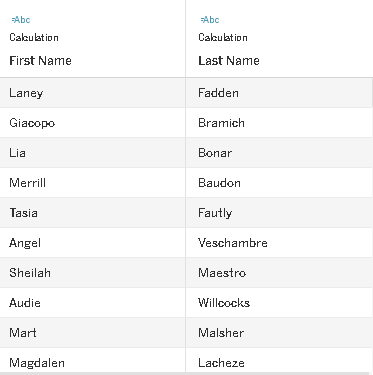 =Abc =Abc
Calculation Calculation
First Name Last Name
Laney Fadden
Giacopo Bramich
Lia Bonar
Merrill Baudon
Tasia Fautly
Angel Veschambre
Sheilah Maestro
Audie Willcocks
Mart Malsher
Magdalen Lacheze